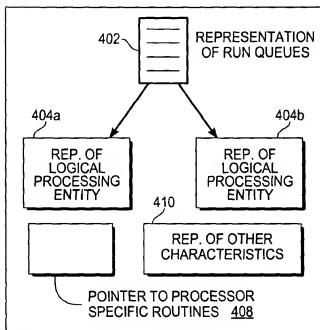 402
REPRESENTATION
OF RUN QUEUES
404a
404b
REP. OF
LOGICAL
PROCESSING
ENTITY
REP. OF
LOGICAL
PROCESSING
ENTITY
410
REP. OF OTHER
CHARACTERISTICS
POINTER TO PROCESSOR
SPECIFIC ROUTINES 408